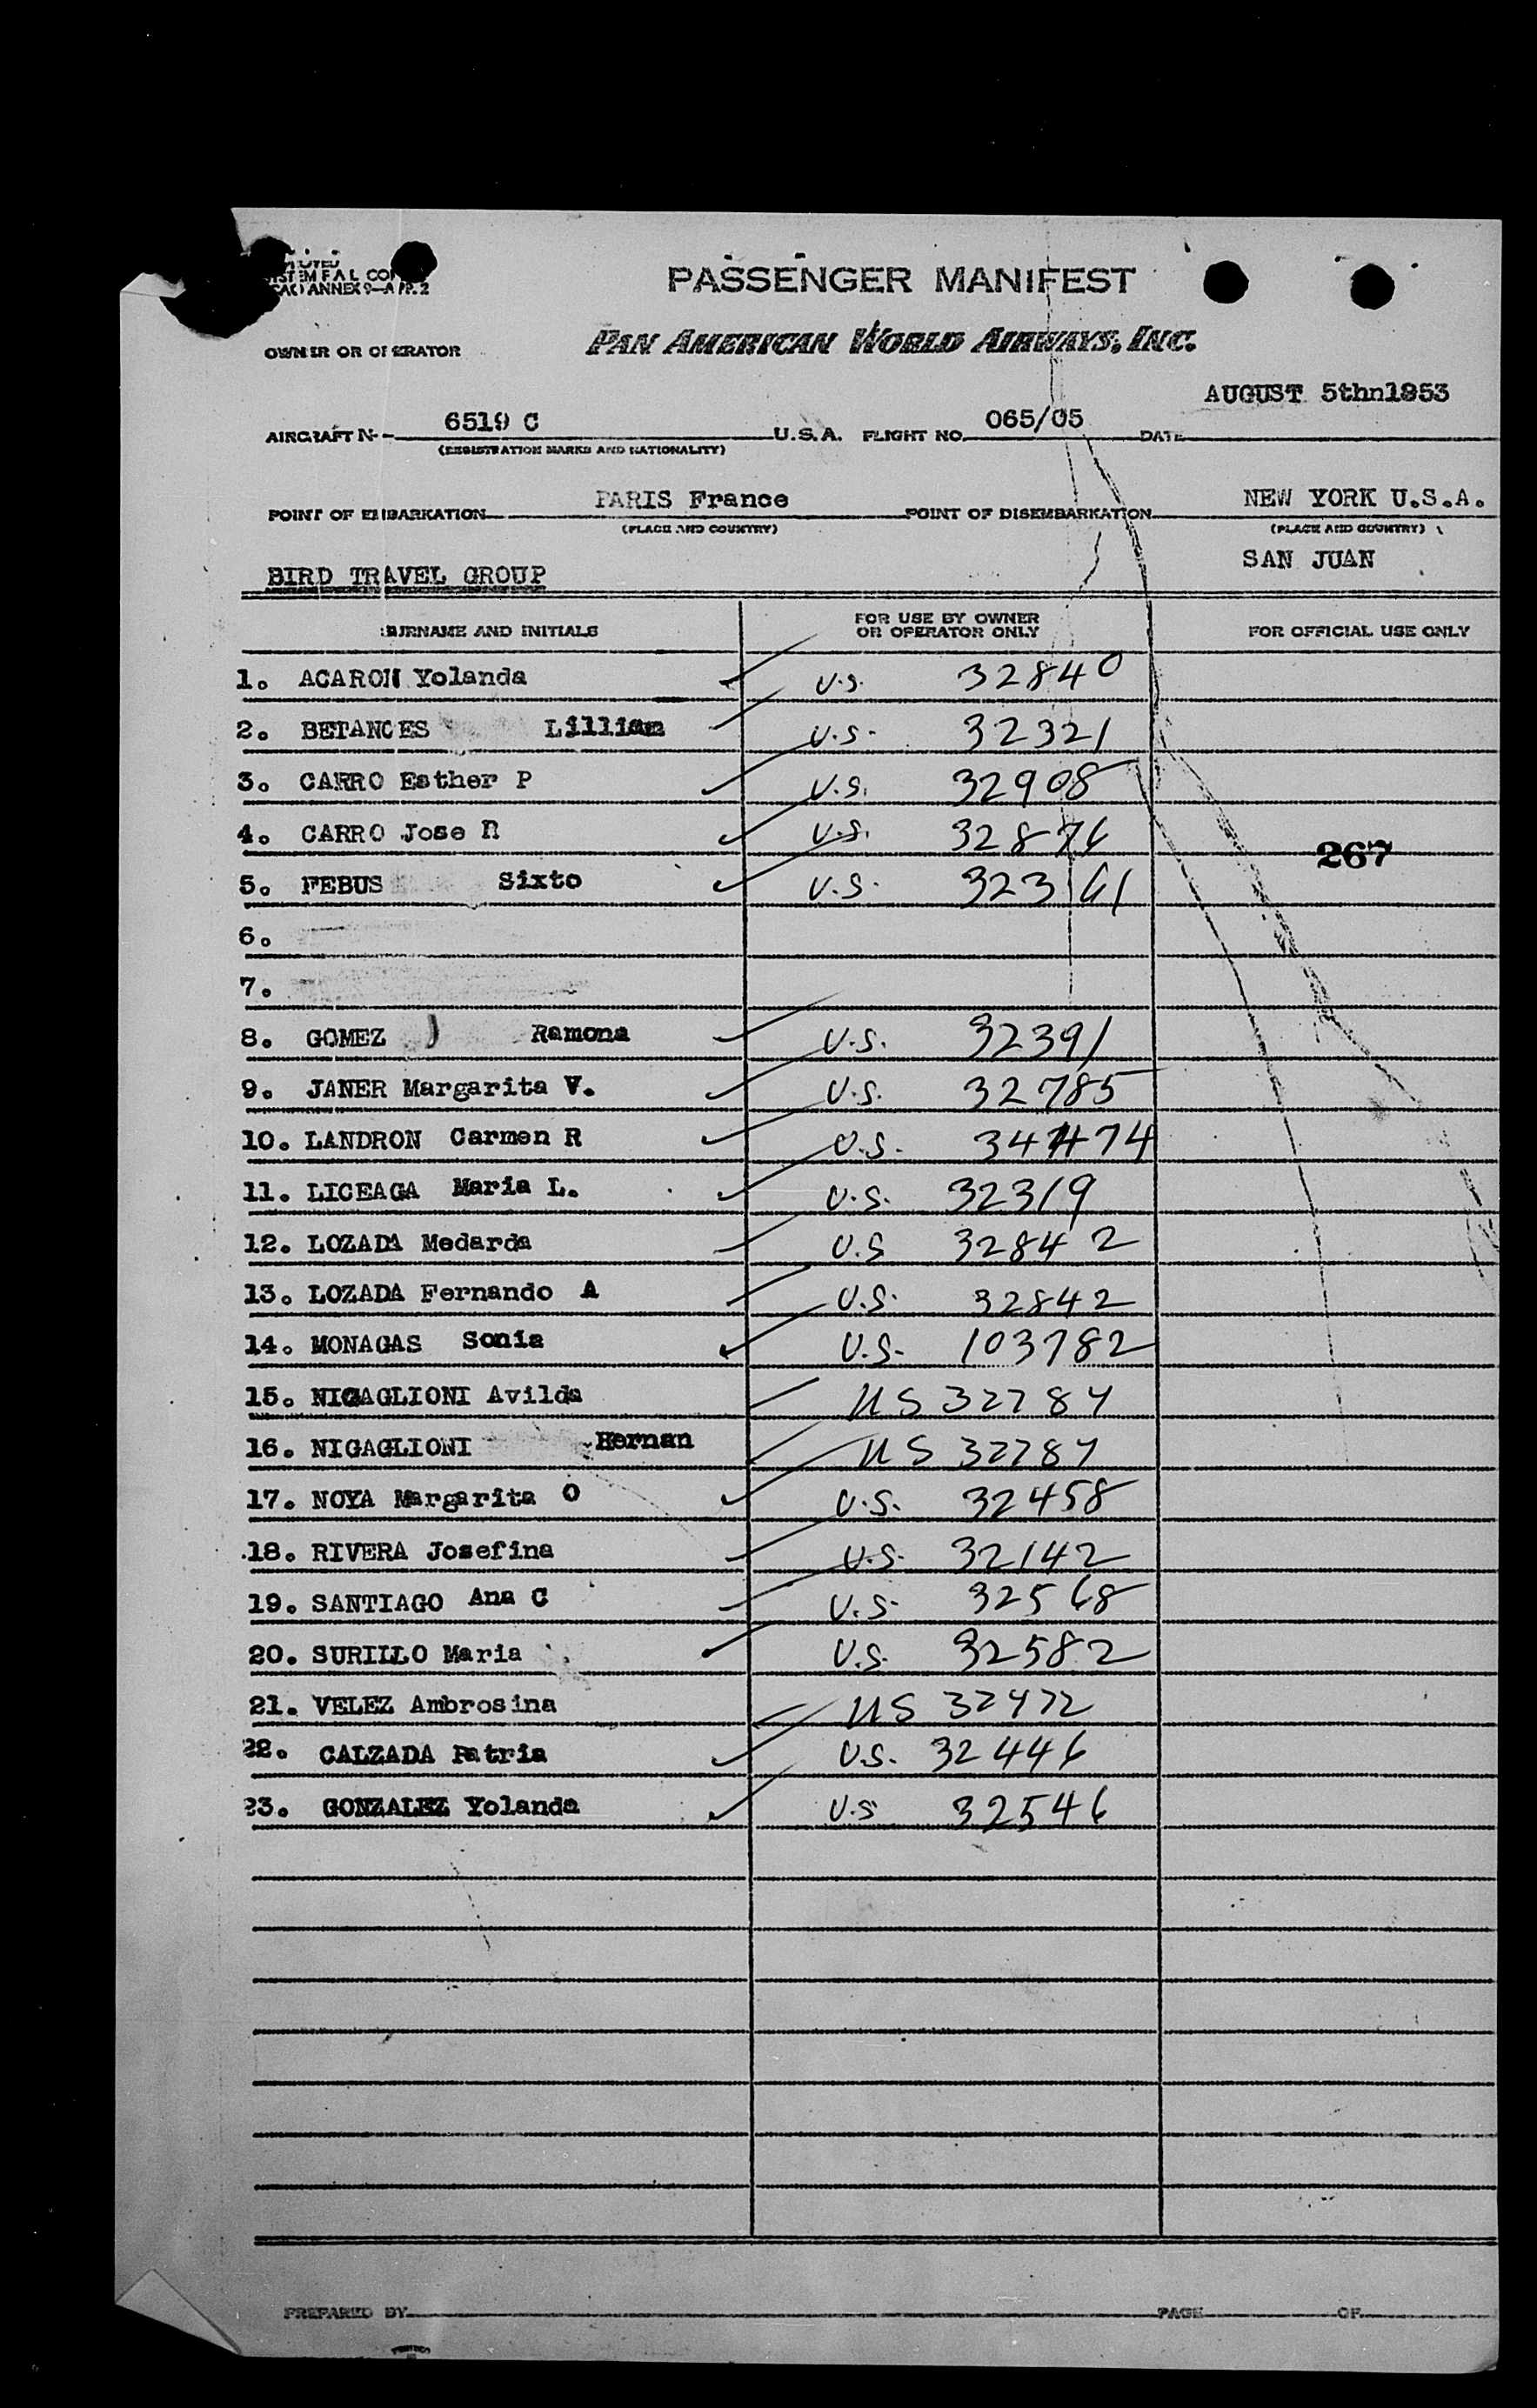 PASSENGER MANIFEST
ANNEX 9—APP. 2
OWNER OR OPERATOR PAN AMERICAN WORLD AIRWAYS, INC.
AUGUST 5thn1953
AIRCRAFT 6519 C U.S.A. FLIGHT NO. 065/05 DATE
(REGISTRATION MARKS AND NATIONALITY)
POINT OF EMBARKATION PARIS France POINT OF DISEMBARKATION NEW YORK U.S.A.
(PLACE AND COUNTRY) (PLACE AND COUNTRY)
BIRD TRAVEL GROUP SAN JUAN
SURNAME AND INITIALS FOR USE BY OWNER OR OPERATOR ONLY FOR OFFICIAL USE ONLY
1. ACARON Yolanda U.S. 32840
2. BETANCES Lillian U.S. 32321
3. CARRO Esther P U.S. 32908
4. CARRO Jose n U.S. 32876
267
5. FEBUS Sixto U.S. 32361
6.
7.
8. GOMEZ Ramona U.S. 32391
9. JANER Margarita V. U.S. 32785
10. LANDRON Carmen R U.S. 347474
11. LICEAGA Maria L. U.S. 32319
12. LOZADA Medarda U.S 32842
13. LOZADA Fernando A U.S. 32842
14. MONAGAS Sonia U.S. 103782
15. NIGAGLIONI Avilda US 32784
16. NIGAGLIONI Hernan US 32784
17. NOYA Margarita O U.S. 32458
18. RIVERA Josefina U.S. 32142
19. SANTIAGO Ana C U.S. 32568
20. SURILLO Maria U.S. 32582
21. VELEZ Ambrosina US 32472
22. CALZADA Patria U.S. 32446
23. GONZALEZ Yolanda U.S 32546
PREPARED BY PAGE OF